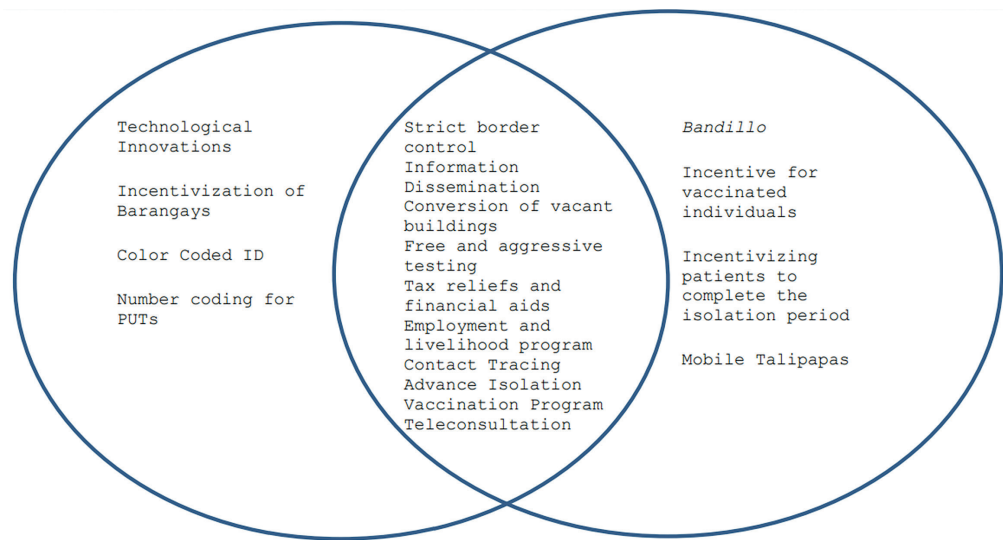 Technological
Innovations
Incentivization of
Barangays
Color Coded ID
Number coding for
PUTs
Strict border
control
Information
Dissemination
Conversion of vacant
buildings
Free and aggressive
testing
Tax reliefs and
financial aids
Employment and
livelihood program
Contact Tracing
Advance Isolation
Vaccination Program
Teleconsultation
Bandillo
Incentive for
vaccinated
individuals
Incentivizing
patients to
complete the
isolation period
Mobile Talipapas